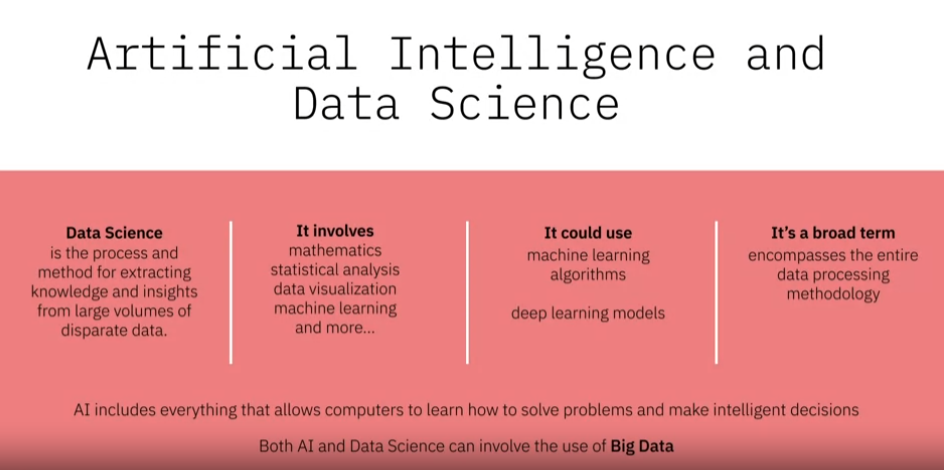 Artificial Intelligence and
Data Science
Data Science
is the process and
method for extracting
knowledge and insights
from large volumes of
disparate data.
It involves
mathematics
statistical analysis
data visualization
machine learning
and more...
It could use
machine learning
algorithms
deep learning models
It's a broad term
encompasses the entire
data processing
methodology
AI includes everything that allows computers to learn how to solve problems and make intelligent decisions
Both AI and Data Science can involve the use of Big Data